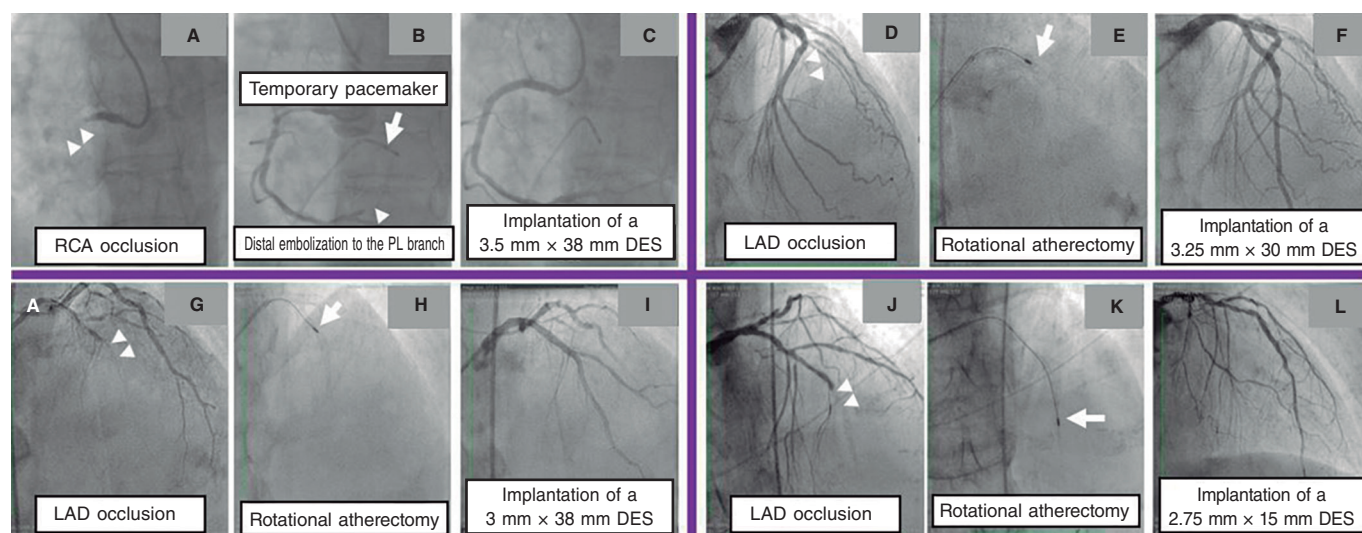 A
B
C
D
E
F
Temporary pacemaker
RCA occlusion
Distal embolization to the PL branch
Implantation of a
3.5 mm × 38 mm DES
LAD occlusion
Rotational atherectomy
Implantation of a
3.25 mm × 30 mm DES
A
G
H
I
J
K
L
LAD occlusion
Rotational atherectomy
Implantation of a
3 mm × 38 mm DES
LAD occlusion
Rotational atherectomy
Implantation of a
2.75 mm × 15 mm DES